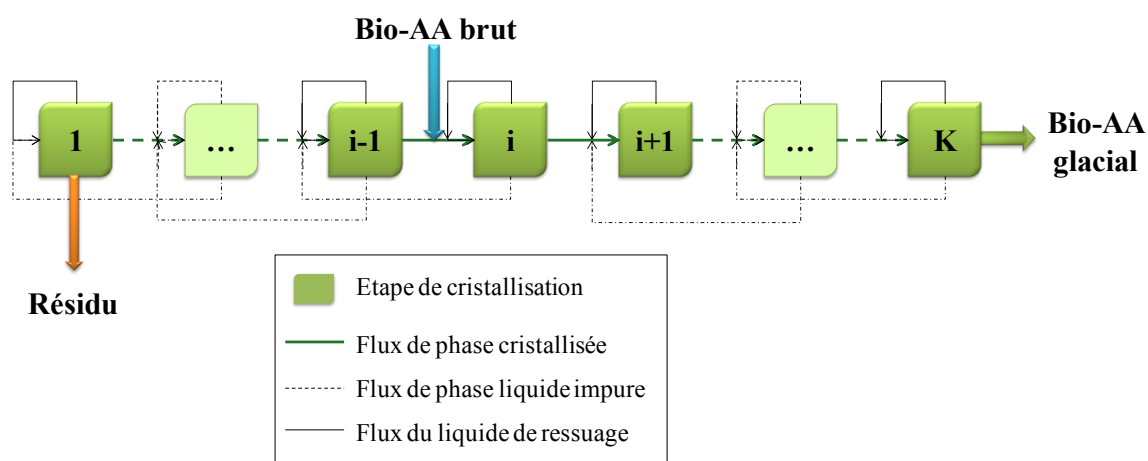 Bio-AA brut
1
...
i-1
i
i+1
...
K
Bio-AA
glacial
Résidu
Etape de cristallisation
Flux de phase cristallisée
Flux de phase liquide impure
Flux du liquide de ressuage